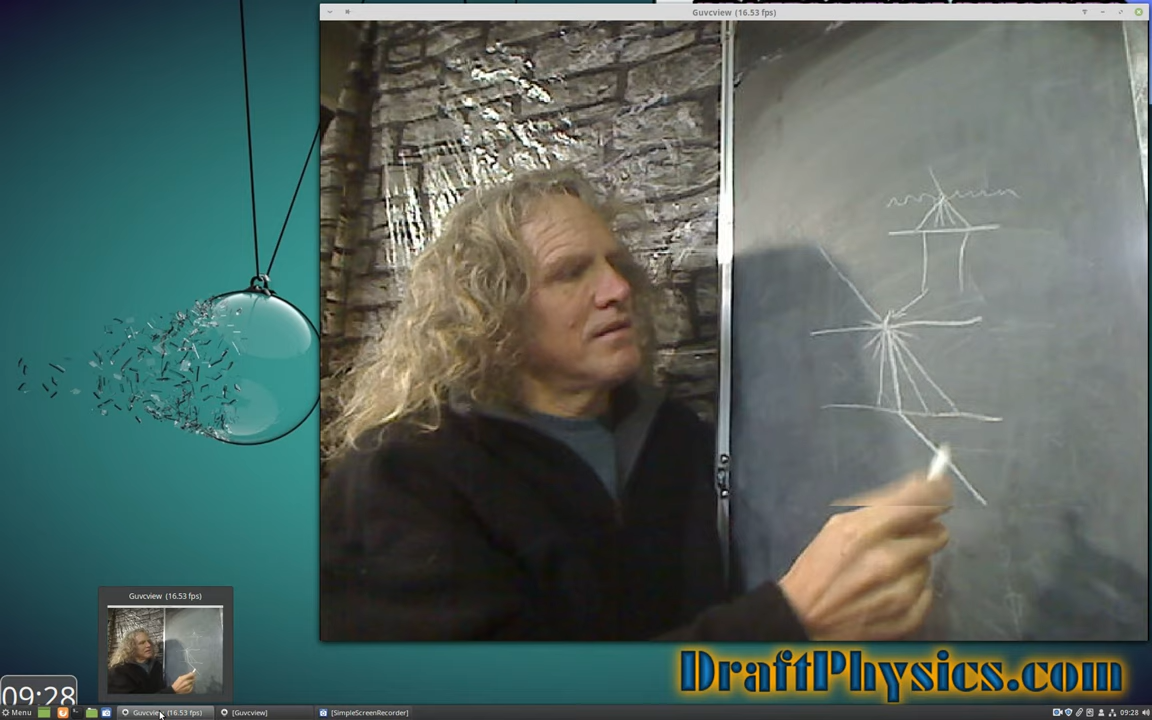 Guvcview (16.53 fps)
Guvcview (16.53 fps)
DraftPhysics.com
09:28
Menu
Guvcview (16.53 fps)
[Guvcview]
[SimpleScreenRecorder]
09:28